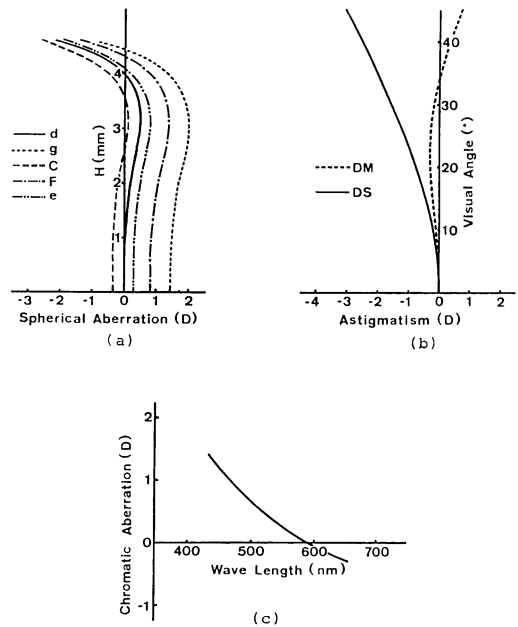 d
g
C
F
e
H (mm)
4
3
2
1
-3 -2 -1 0 1 2
Spherical Aberration (D)
(a)
DM
DS
Visual Angle (°)
40
30
20
10
-4 -3 -2 -1 0 1 2
Astigmatism (D)
(b)
Chromatic Aberration (D)
2
1
0
-1
400 500 600 700
Wave Length (nm)
(c)